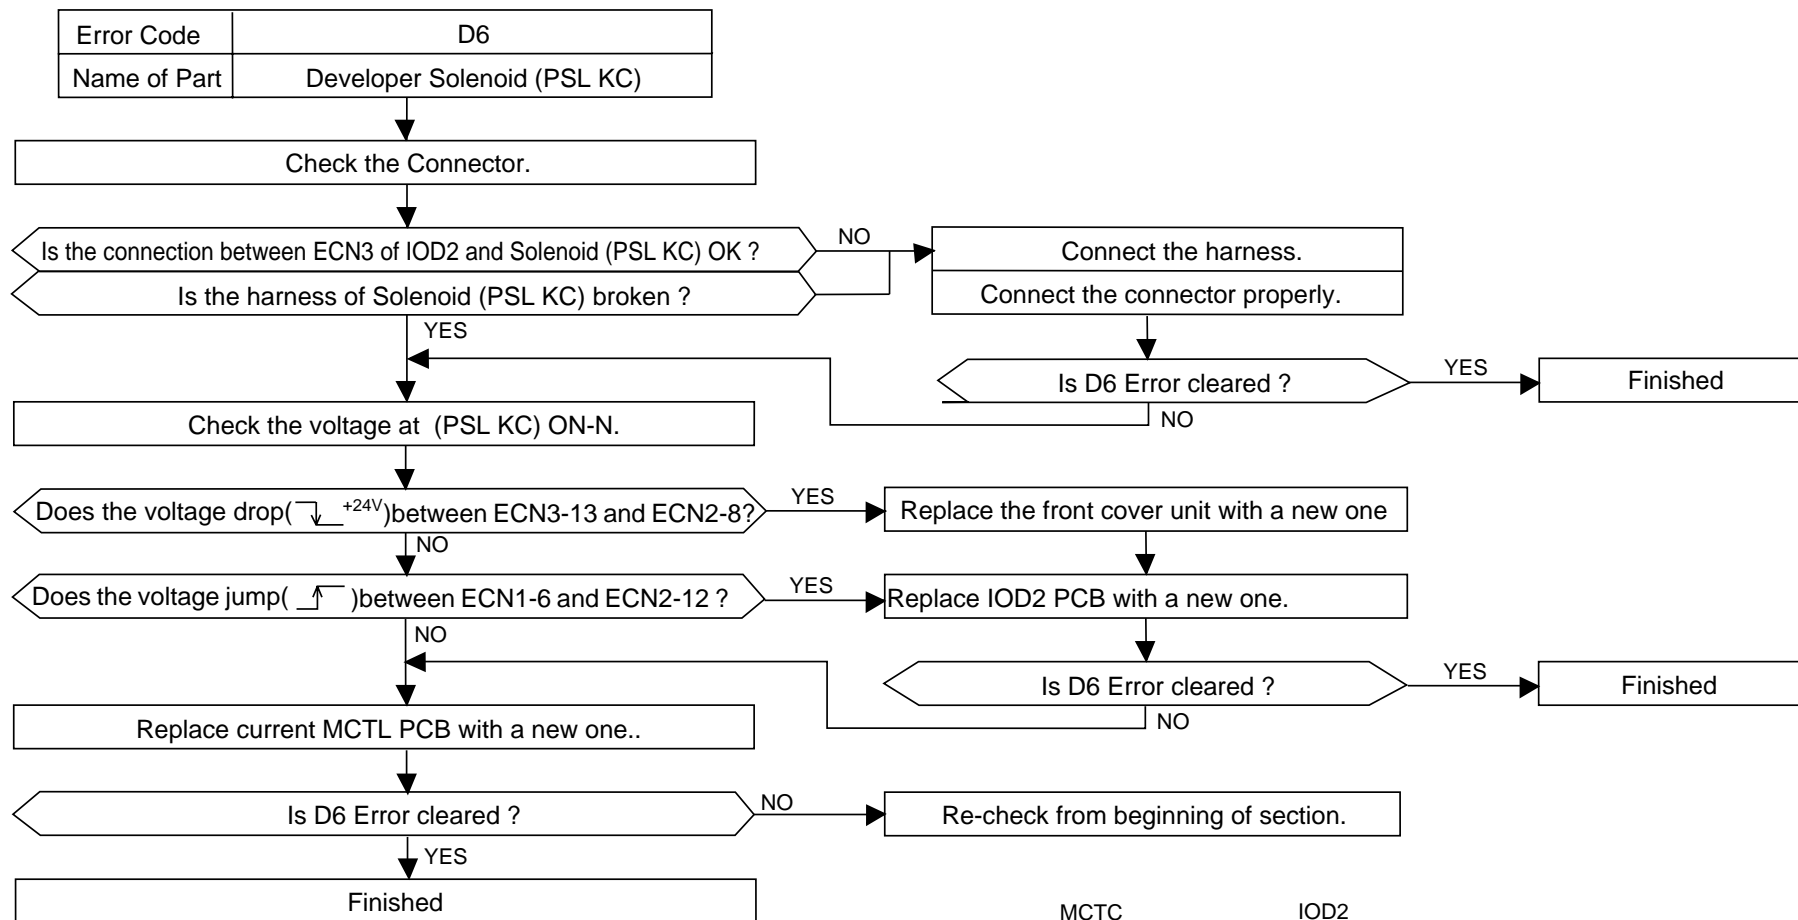 Error Code D6
Name of Part Developer Solenoid (PSL KC)
Check the Connector.
Is the connection between ECN3 of IOD2 and Solenoid (PSL KC) OK ?
NO
Connect the harness.
Is the harness of Solenoid (PSL KC) broken ?
Connect the connector properly.
YES
Is D6 Error cleared ?
YES
Finished
NO
Check the voltage at (PSL KC) ON-N.
Does the voltage drop( +24V)between ECN3-13 and ECN2-8?
YES
Replace the front cover unit with a new one
NO
Does the voltage jump( )between ECN1-6 and ECN2-12 ?
YES
Replace IOD2 PCB with a new one.
NO
Is D6 Error cleared ?
YES
Finished
NO
Replace current MCTL PCB with a new one..
Is D6 Error cleared ?
NO
Re-check from beginning of section.
YES
Finished
MCTC IOD2